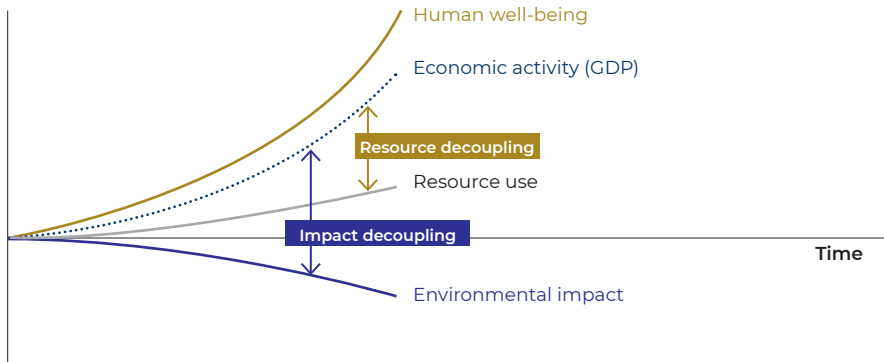 Human well-being
Economic activity (GDP)
Resource decoupling
Resource use
Impact decoupling
Time
Environmental impact